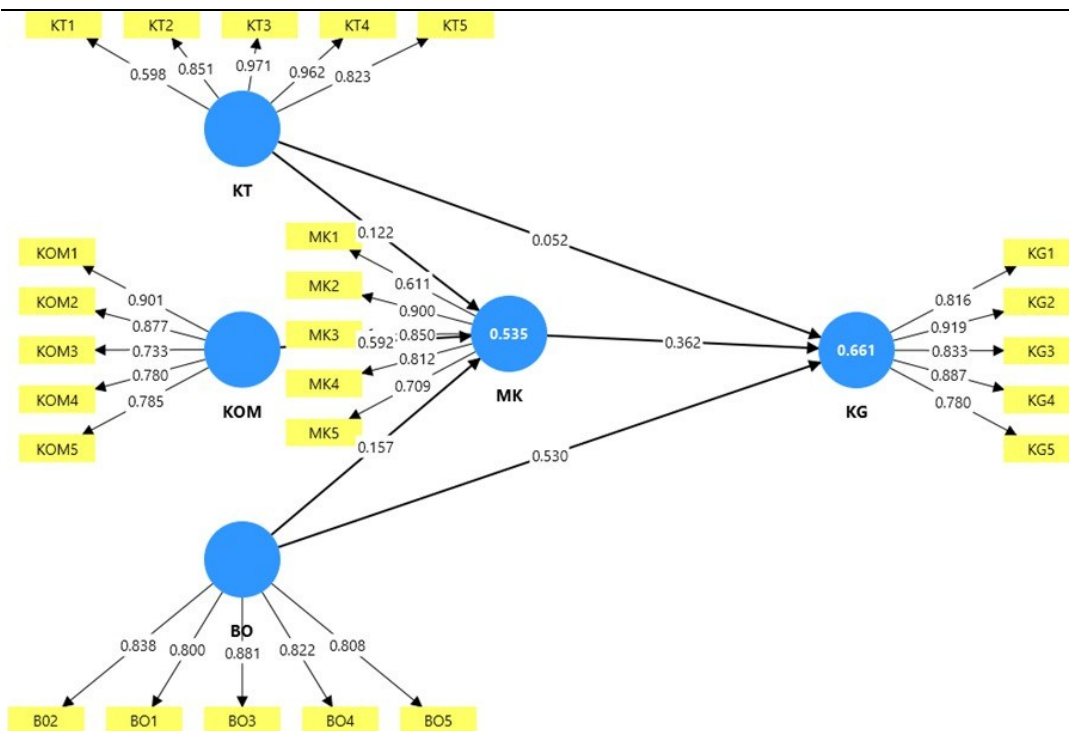 KT1 KT2 KT3 KT4 KT5
0.598 0.851 0.971 0.962 0.823
KT
0.122
0.052
KOM1
KOM2
KOM3
KOM4
KOM5
0.901
0.877
0.733
0.780
0.785
KOM
0.592
MK1
MK2
MK3
MK4
MK5
0.611
0.900
0.850
0.812
0.709
0.535
MK
0.362
0.157
0.530
0.661
KG
0.816
0.919
0.833
0.887
0.780
KG1
KG2
KG3
KG4
KG5
BO
0.838 0.800 0.881 0.822 0.808
B02 BO1 BO3 BO4 BO5